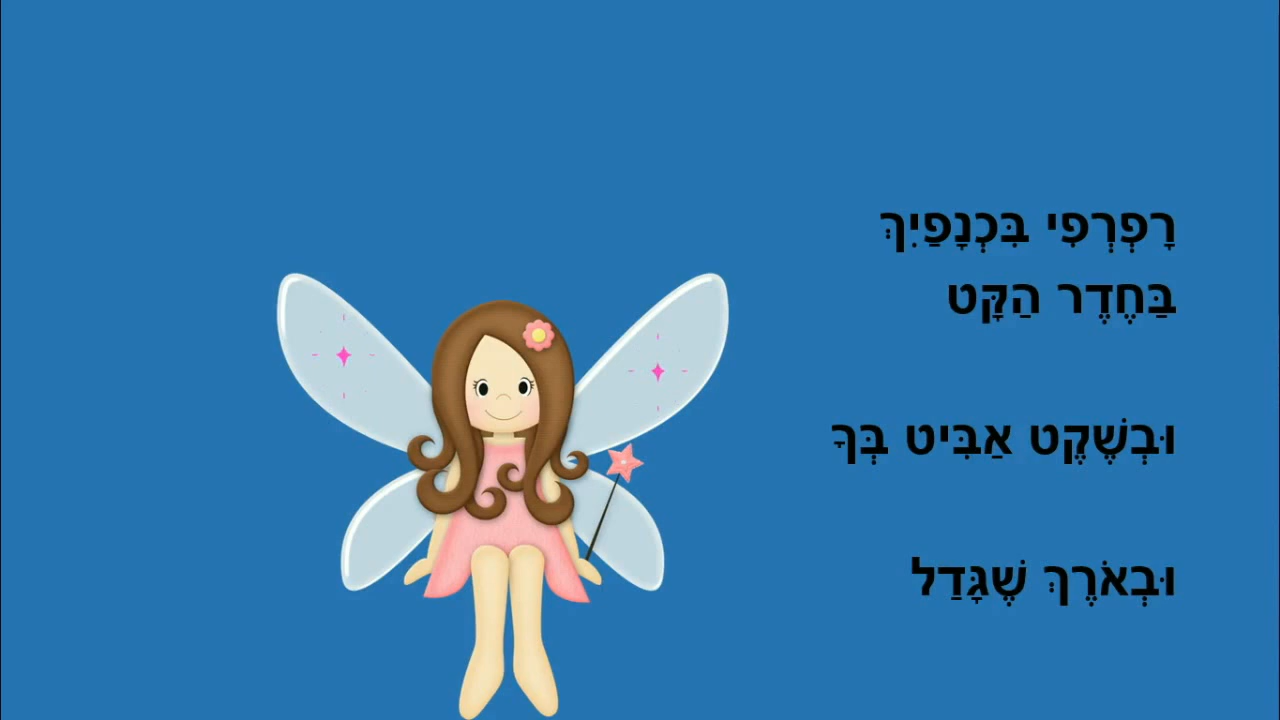 רָפְרְפִי בִּכְנָפַיִךְ
בַּחֶדֶר הַקָּט
וּבְשֶׁקֶט אַבִּיט בְּךָ
וּבְאֹרֶךְ שֶׁגָּדַל